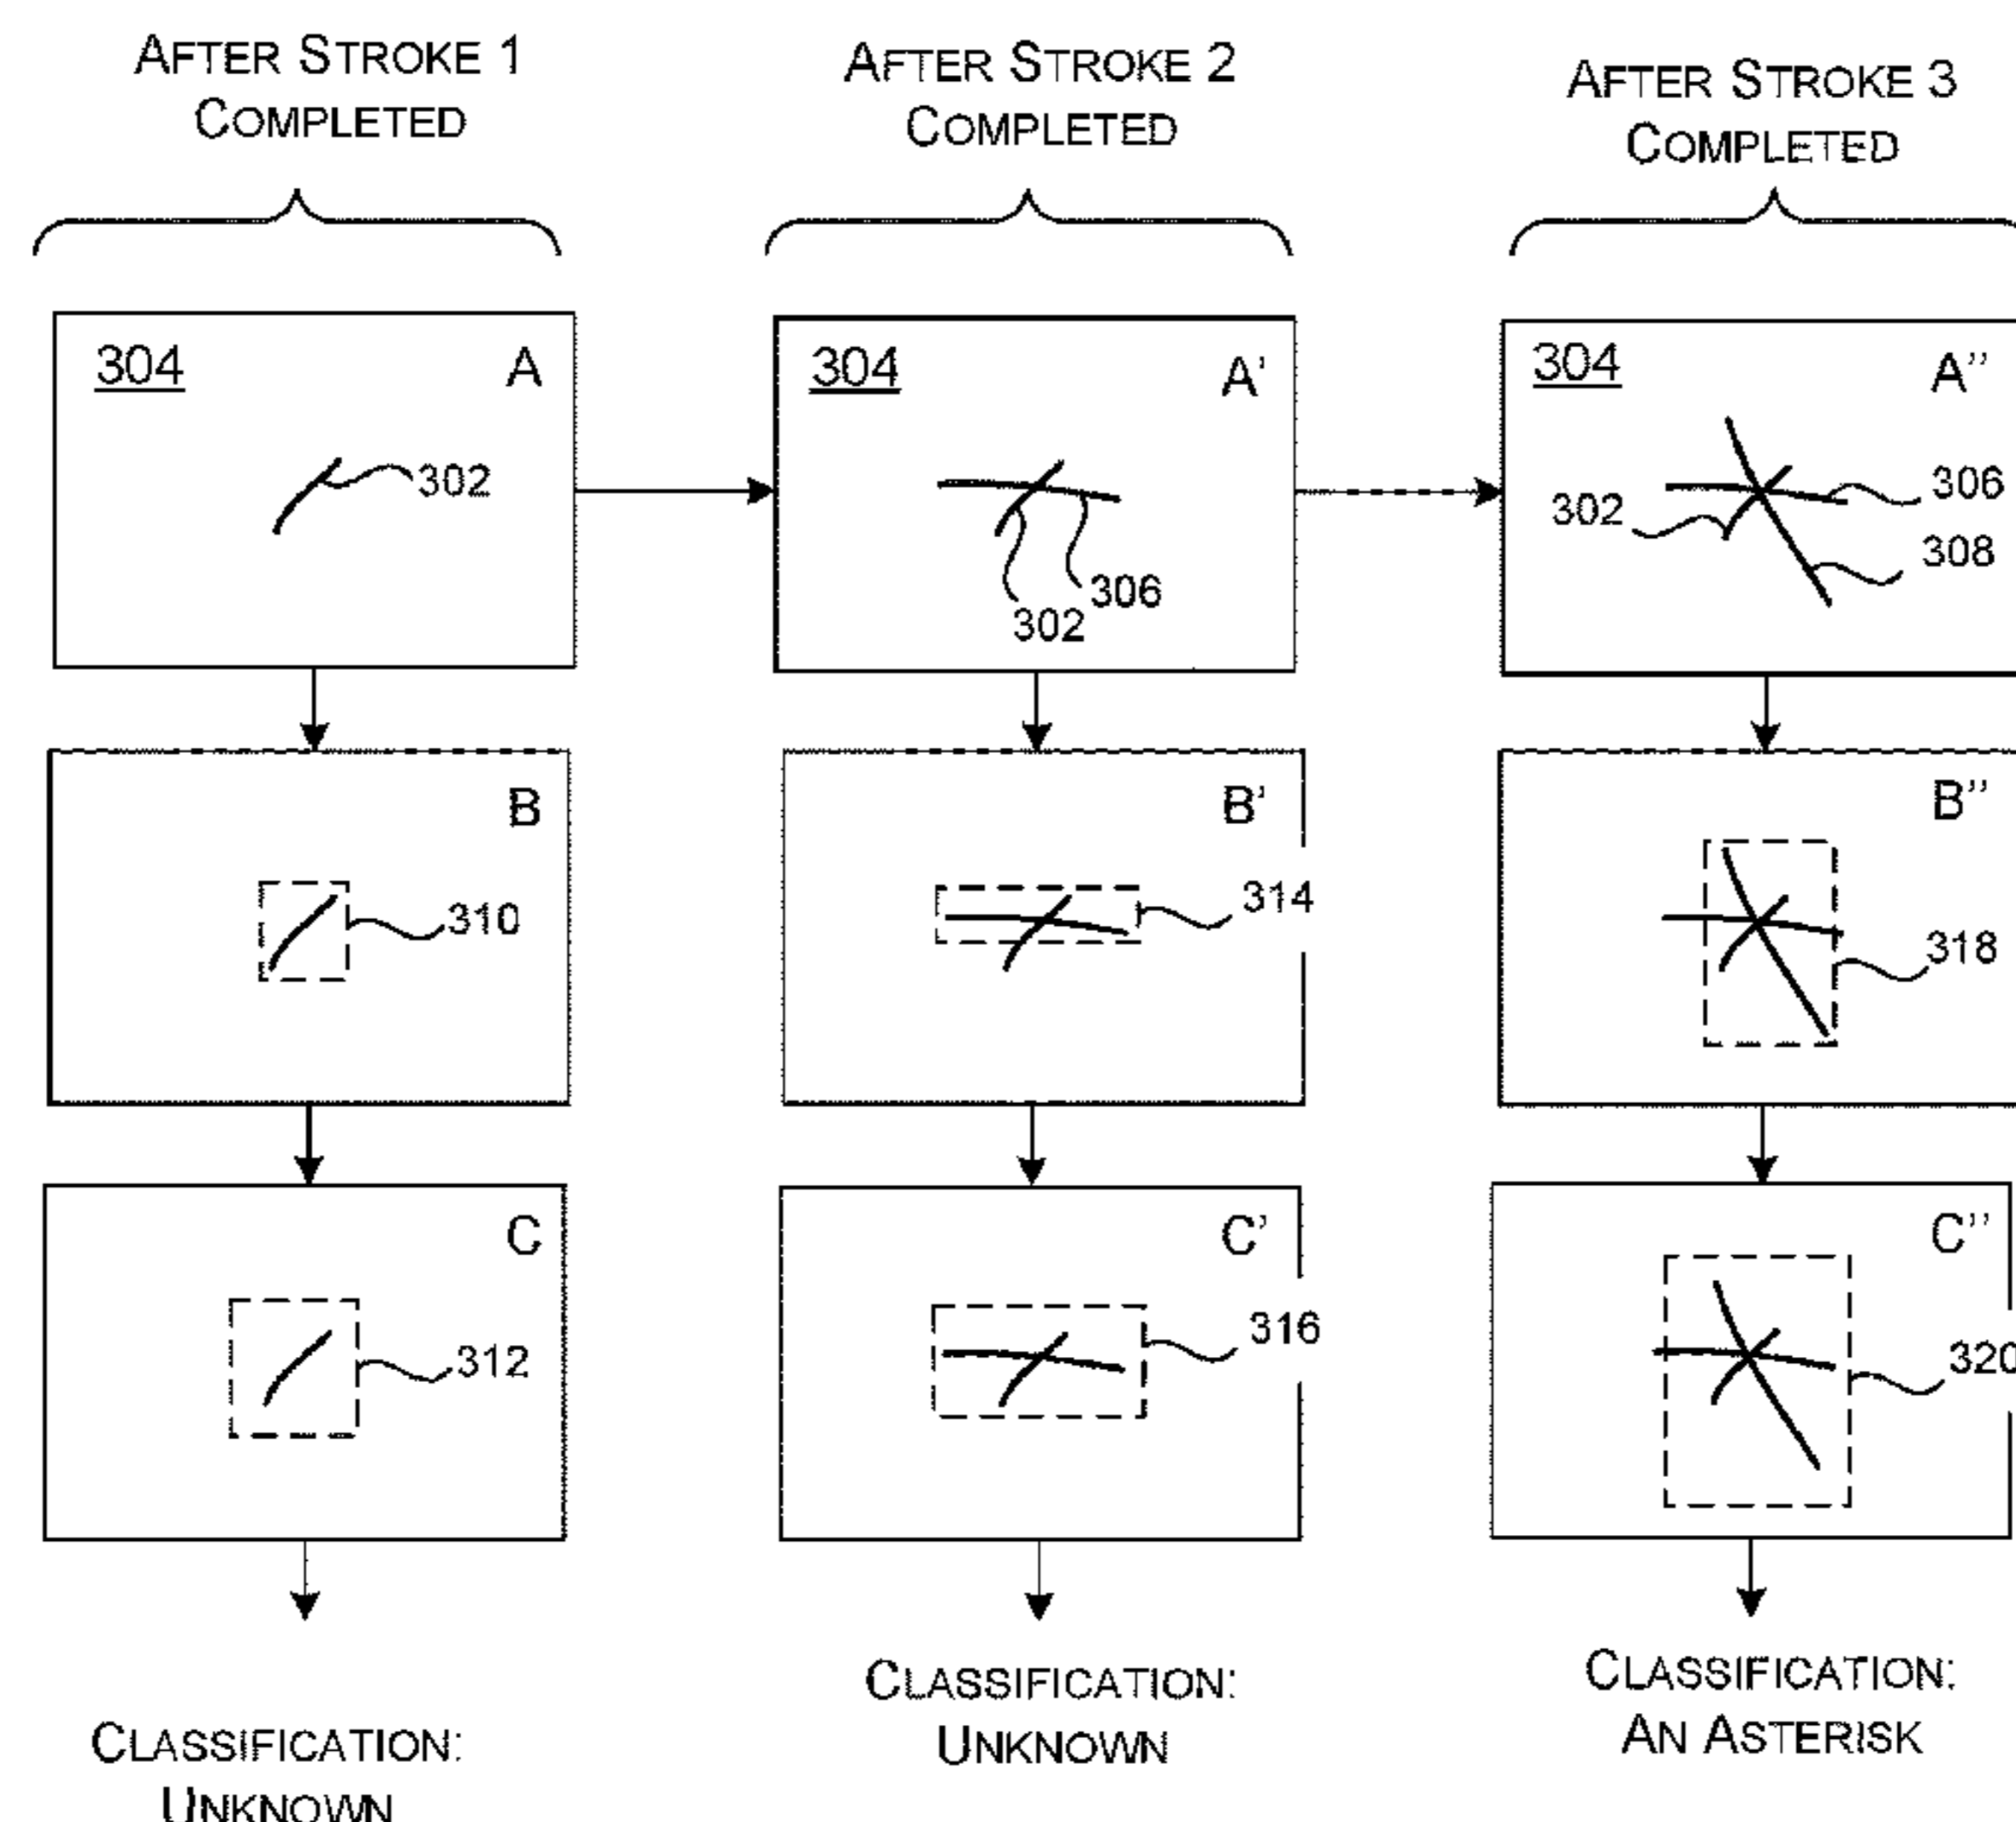 AFTER STROKE 1
COMPLETED
AFTER STROKE 2
COMPLETED
AFTER STROKE 3
COMPLETED
304
A
302
304
A'
302
306
304
A''
302
306
308
B
310
B'
314
B''
318
C
312
C'
316
C''
320
CLASSIFICATION:
UNKNOWN
CLASSIFICATION:
UNKNOWN
CLASSIFICATION:
AN ASTERISK